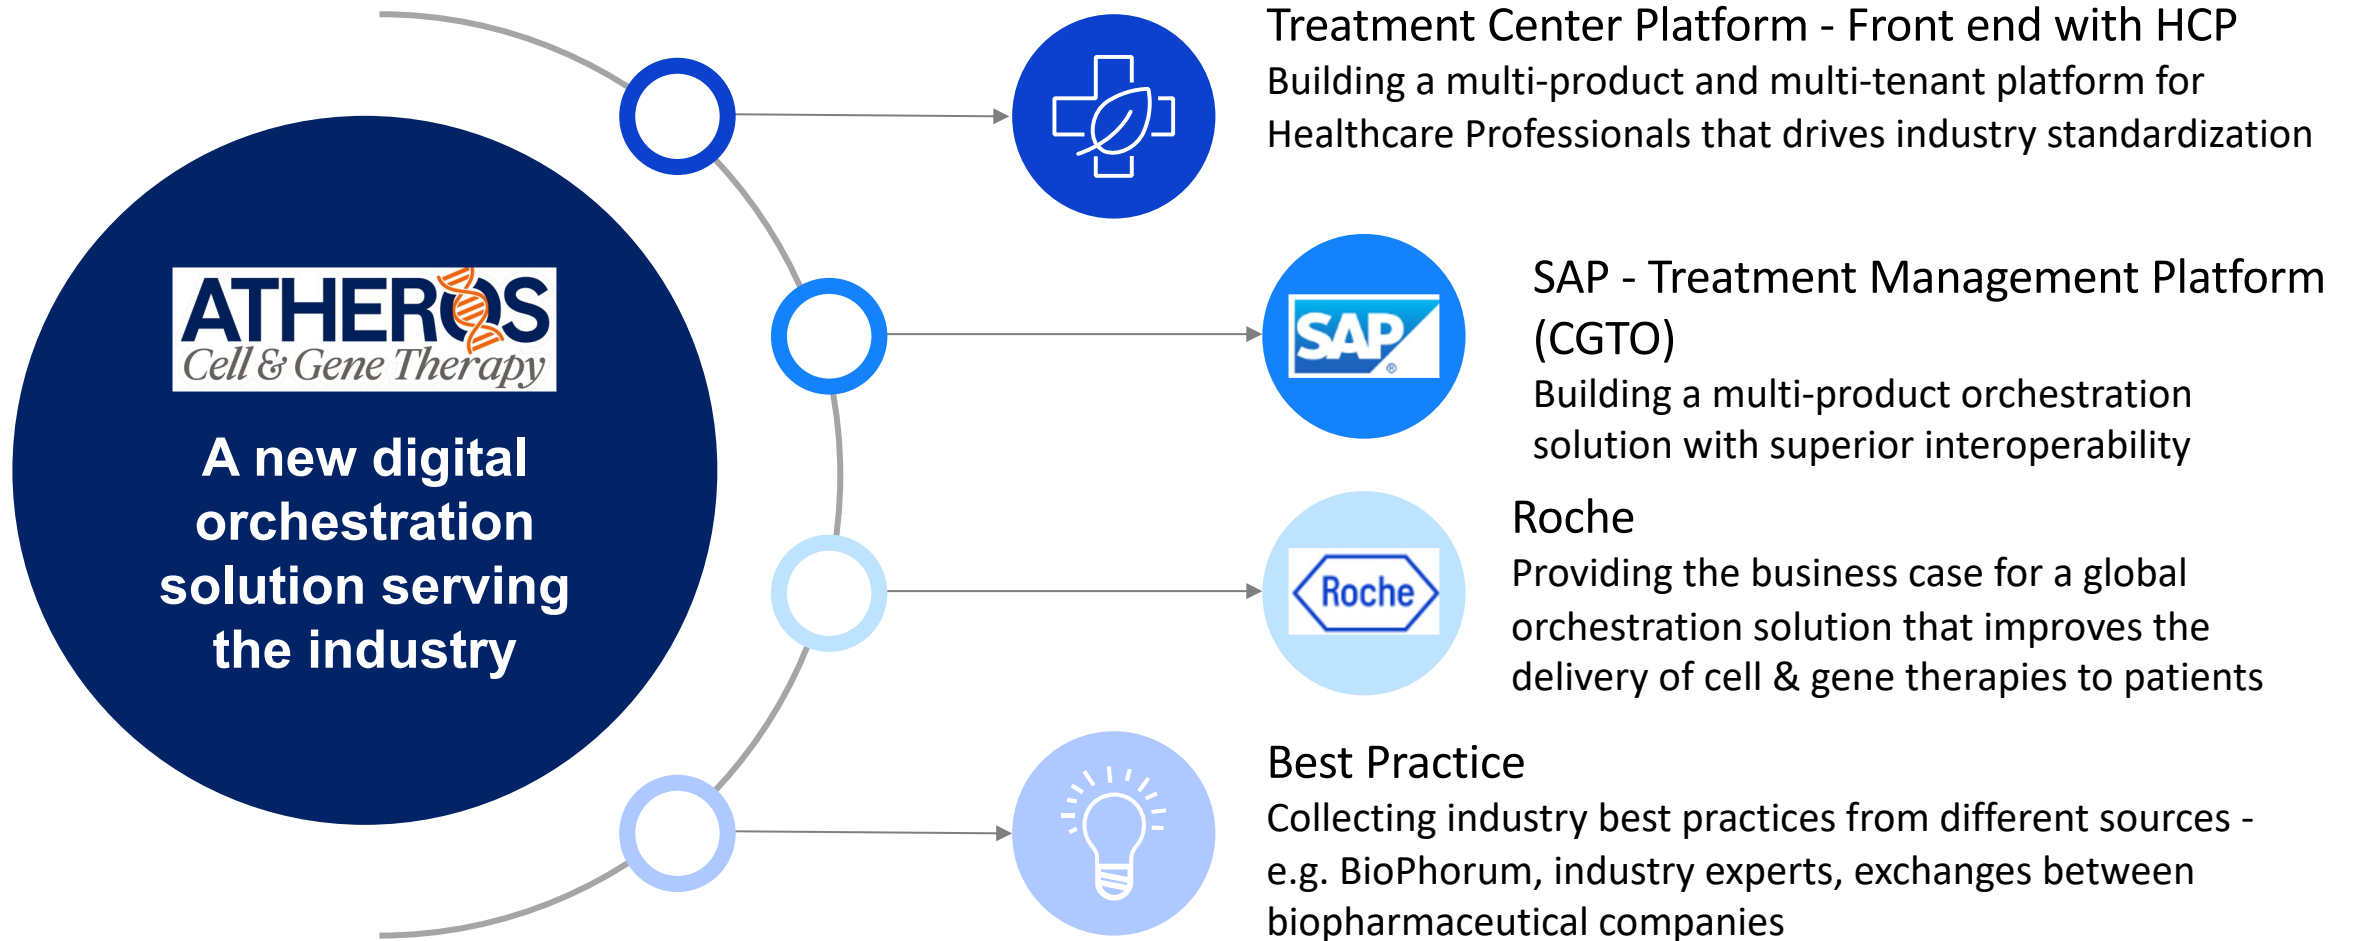 ATHEROS
Cell & Gene Therapy
A new digital
orchestration
solution serving
the industry
Treatment Center Platform - Front end with HCP
Building a multi-product and multi-tenant platform for
Healthcare Professionals that drives industry standardization
SAP
®
SAP - Treatment Management Platform
(CGTO)
Building a multi-product orchestration
solution with superior interoperability
Roche
Roche
Providing the business case for a global
orchestration solution that improves the
delivery of cell & gene therapies to patients
Best Practice
Collecting industry best practices from different sources -
e.g. BioPhorum, industry experts, exchanges between
biopharmaceutical companies